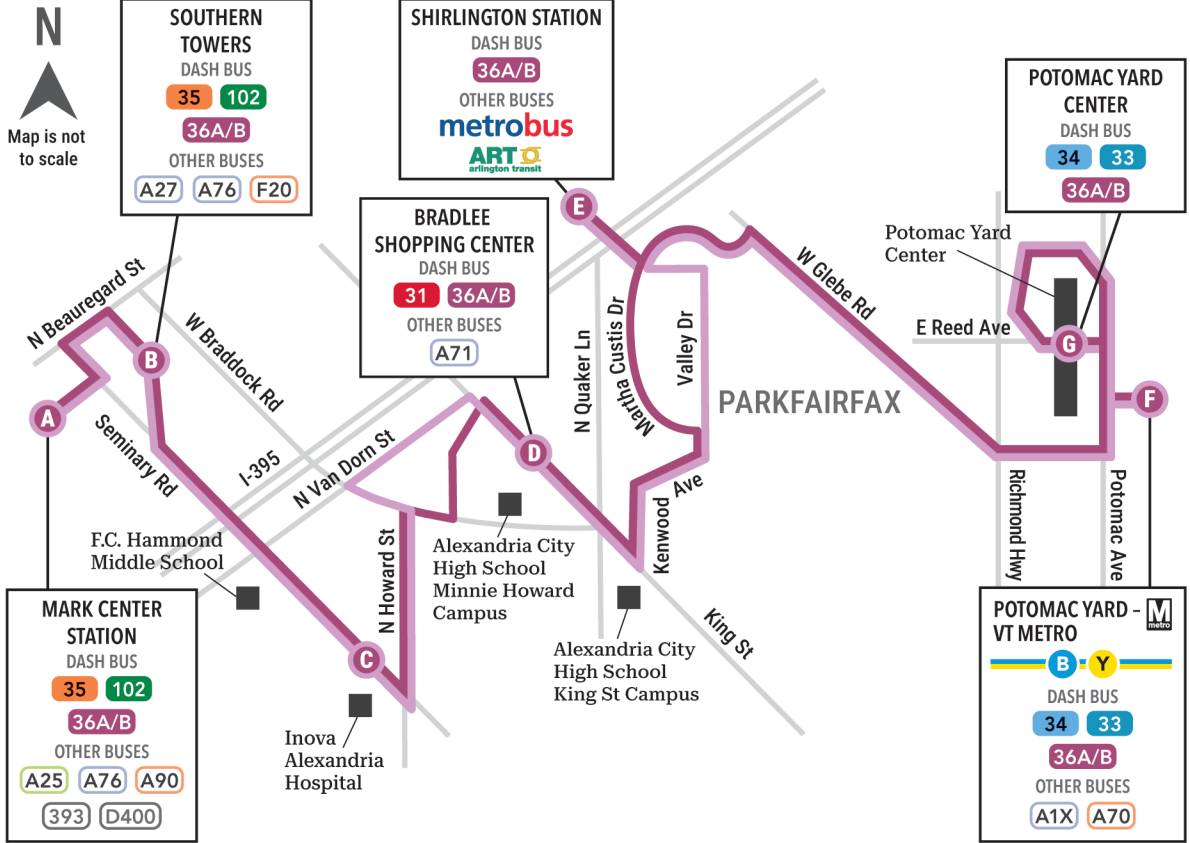 N
Map is not
to scale
SOUTHERN
TOWERS
DASH BUS
35 102
36A/B
OTHER BUSES
A27 A76 F20
SHIRLINGTON STATION
DASH BUS
36A/B
OTHER BUSES
metrobus
ART
arlington transit
BRADLEE
SHOPPING CENTER
DASH BUS
31 36A/B
OTHER BUSES
A71
POTOMAC YARD
CENTER
DASH BUS
34 33
36A/B
Potomac Yard
Center
E
N Beauregard St
W Braddock Rd
B
A
Seminary Rd
I-395
N Van Dorn St
D
N Quaker Ln
Martha Custis Dr
Valley Dr
PARKFAIRFAX
W Glebe Rd
E Reed Ave
G
F
Richmond Hwy
Potomac Ave
Kenwood Ave
King St
N Howard St
C
F.C. Hammond
Middle School
Alexandria City
High School
Minnie Howard
Campus
Alexandria City
High School
King St Campus
Inova
Alexandria
Hospital
MARK CENTER
STATION
DASH BUS
35 102
36A/B
OTHER BUSES
A25 A76 A90
393 D400
POTOMAC YARD –
VT METRO
M
metro
B Y
DASH BUS
34 33
36A/B
OTHER BUSES
A1X A70